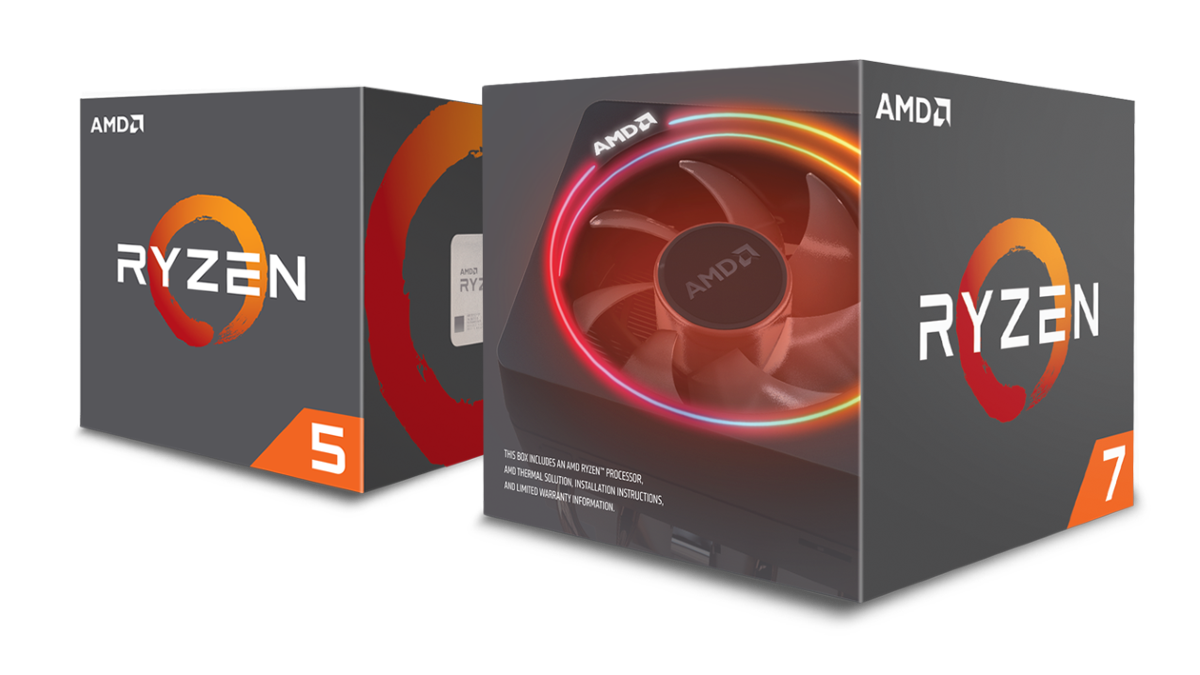 AMD
RYZEN
5
AMD
AMD
AMD
THIS BOX INCLUDES AN AMD RYZEN™ PROCESSOR,
AMD THERMAL SOLUTION, INSTALLATION INSTRUCTIONS,
AND LIMITED WARRANTY INFORMATION.
AMD
RYZEN
7